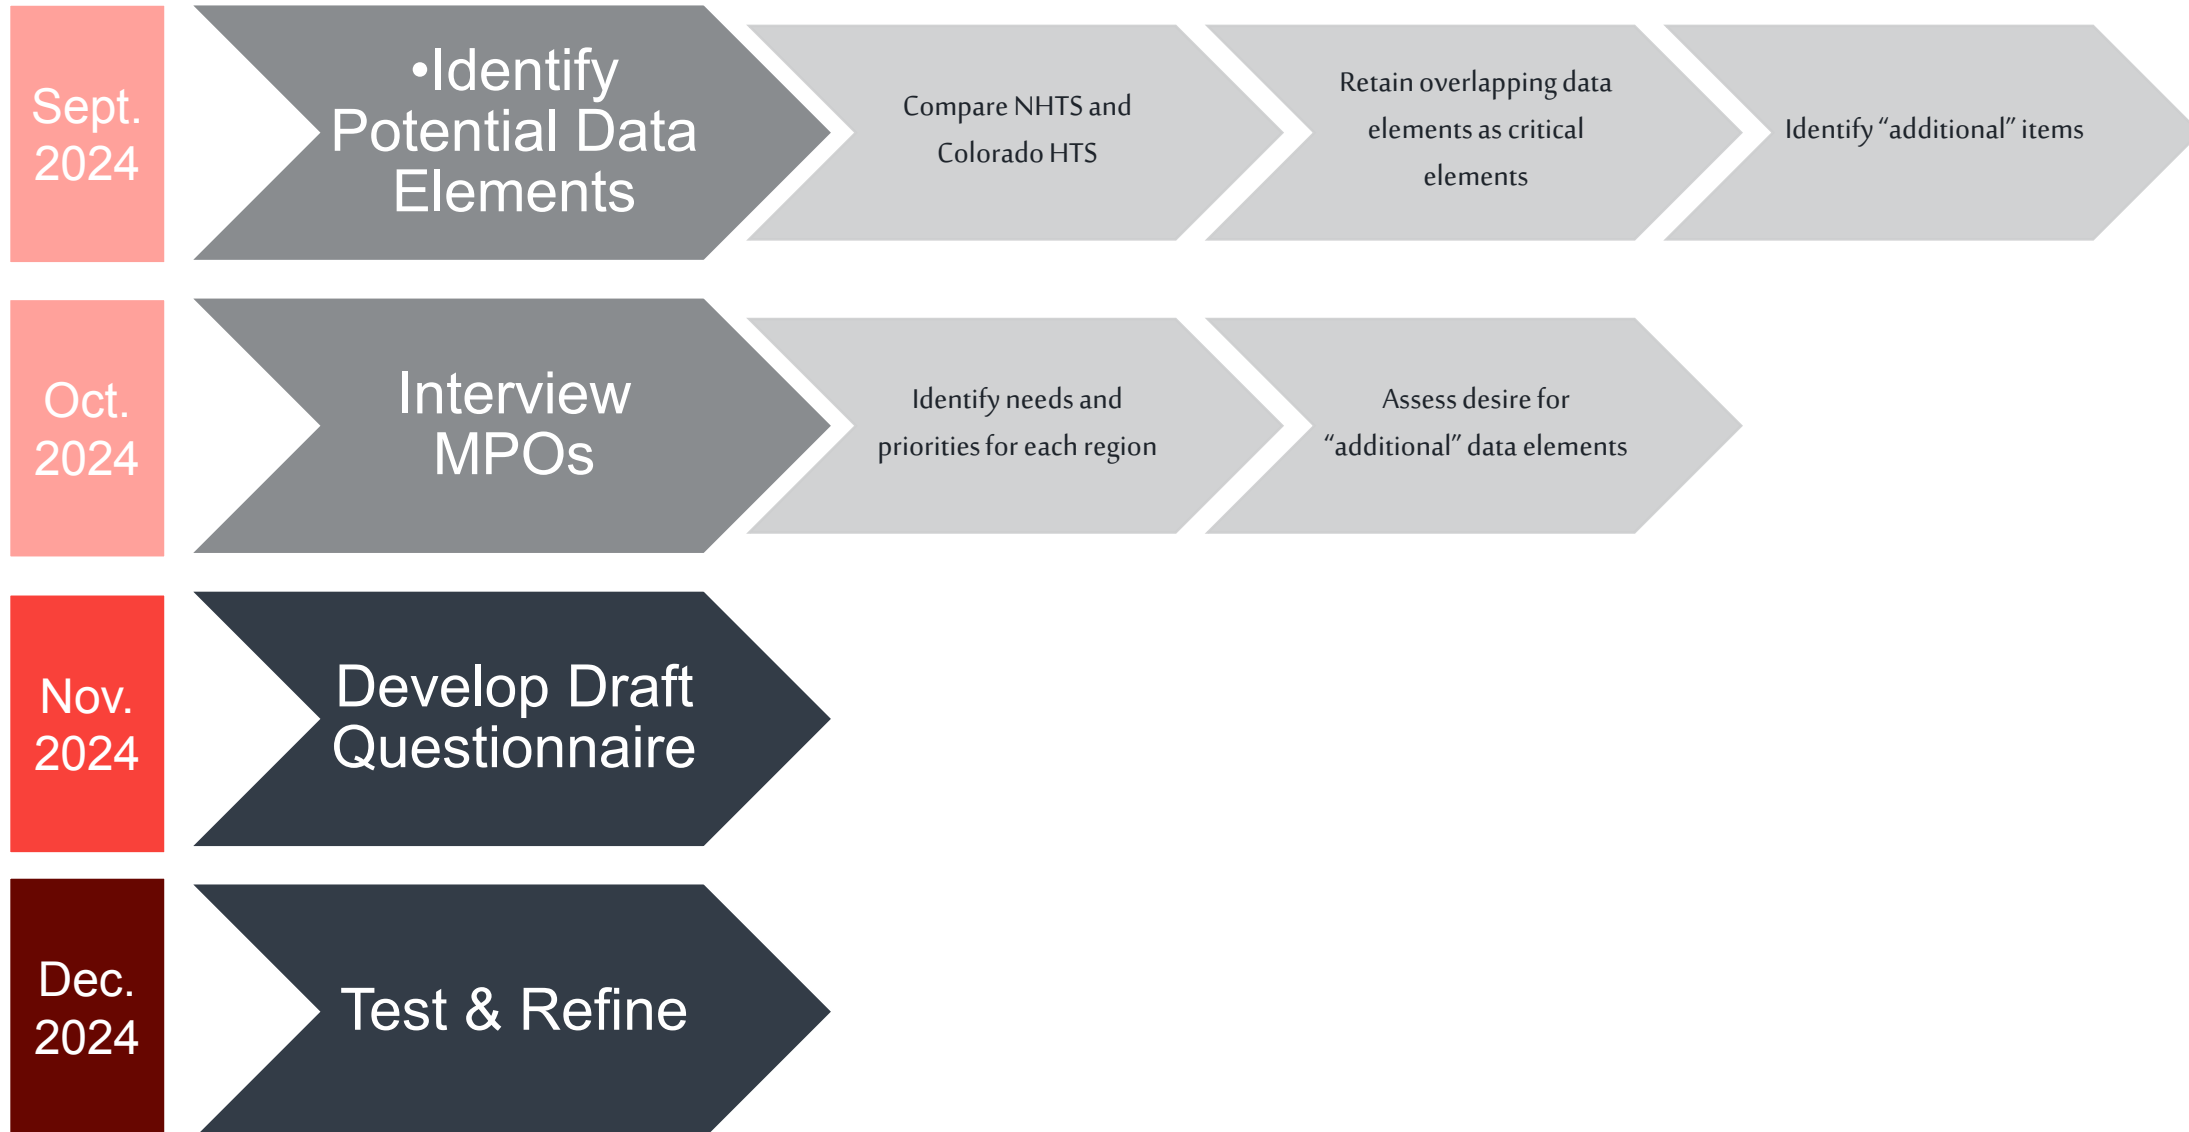 Sept.
2024
•Identify
Potential Data
Elements
Compare NHTS and
Colorado HTS
Retain overlapping data
elements as critical
elements
Identify “additional” items
Oct.
2024
Interview
MPOs
Identify needs and
priorities for each region
Assess desire for
“additional” data elements
Nov.
2024
Develop Draft
Questionnaire
Dec.
2024
Test & Refine